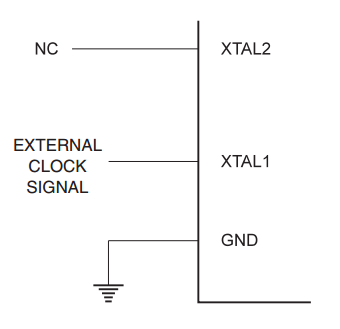 NC
XTAL2
EXTERNAL
CLOCK
SIGNAL
XTAL1
GND